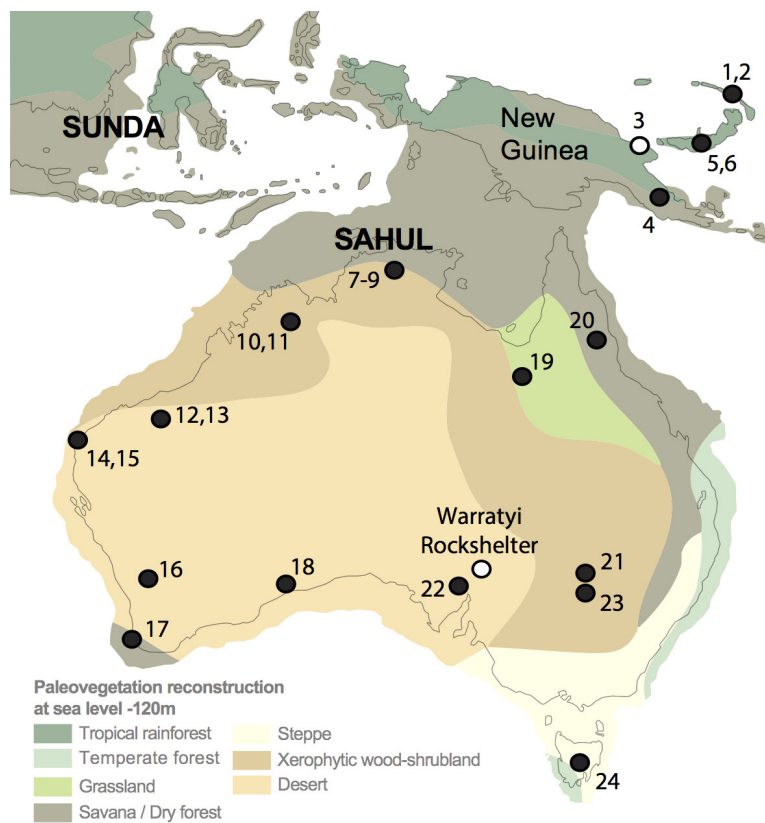 1,2
3
New
Guinea
SUNDA
5,6
4
SAHUL
7-9
10,11
20
19
12,13
14,15
Warratyi
Rockshelter
16
18
22
21
23
17
Paleovegetation reconstruction
at sea level -120m
Tropical rainforest
Temperate forest
Grassland
Savana / Dry forest
Steppe
Xerophytic wood-shrubland
Desert
24